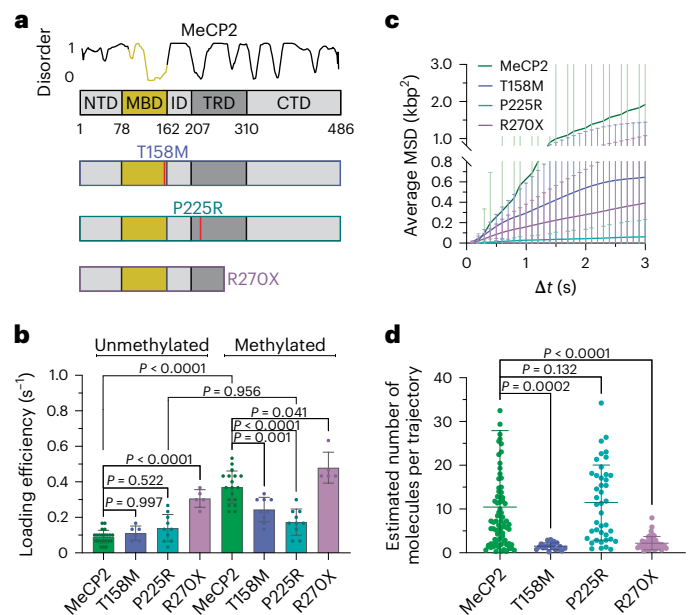 a
MeCP2
Disorder
1
0
NTD MBD ID TRD CTD
1 78 162 207 310 486
T158M
P225R
R270X
c
Average MSD (kbp²)
2.0
1.0
0.8
0.6
0.4
0.2
0
MeCP2
T158M
P225R
R270X
0 1 2 3
Δt (s)
b
Unmethylated Methylated
Loading efficiency (s⁻¹)
1.0
0.8
0.6
0.4
0.2
0
P < 0.0001
P = 0.956
P = 0.041
P < 0.0001
P = 0.001
P < 0.0001
P = 0.522
P = 0.997
MeCP2 T158M P225R R270X MeCP2 T158M P225R R270X
d
Estimated number of
molecules per trajectory
40
30
20
10
0
P < 0.0001
P = 0.132
P = 0.0002
MeCP2 T158M P225R R270X